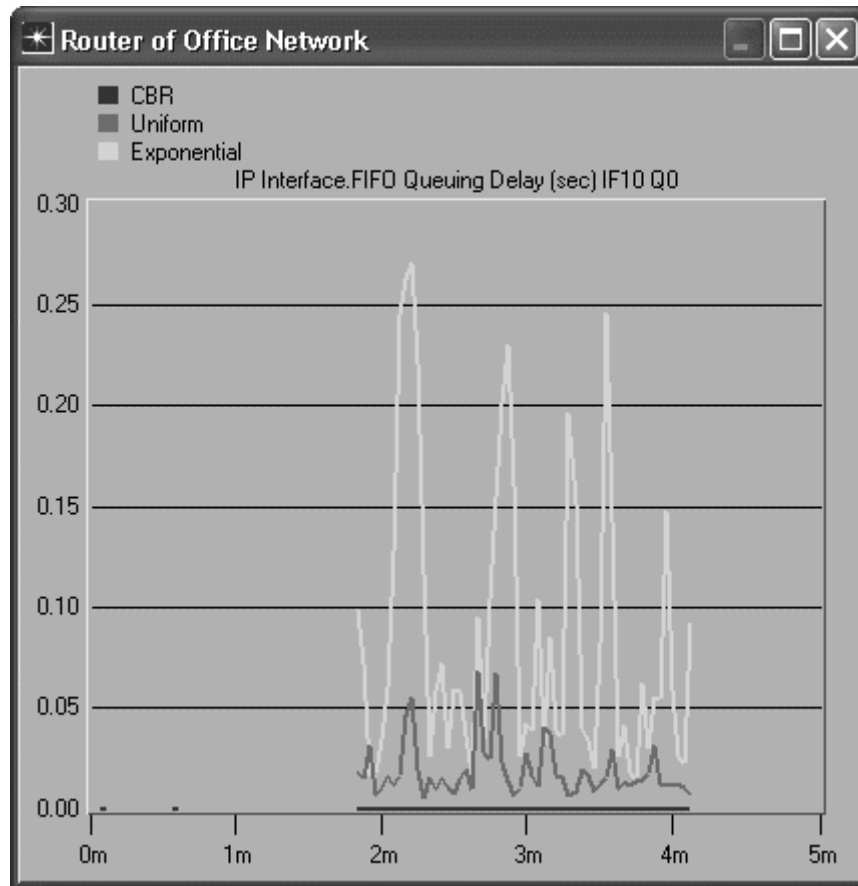 Router of Office Network
CBR
Uniform
Exponential
IP Interface.FIFO Queuing Delay (sec) IF10 Q0
0.30
0.25
0.20
0.15
0.10
0.05
0.00
0m 1m 2m 3m 4m 5m